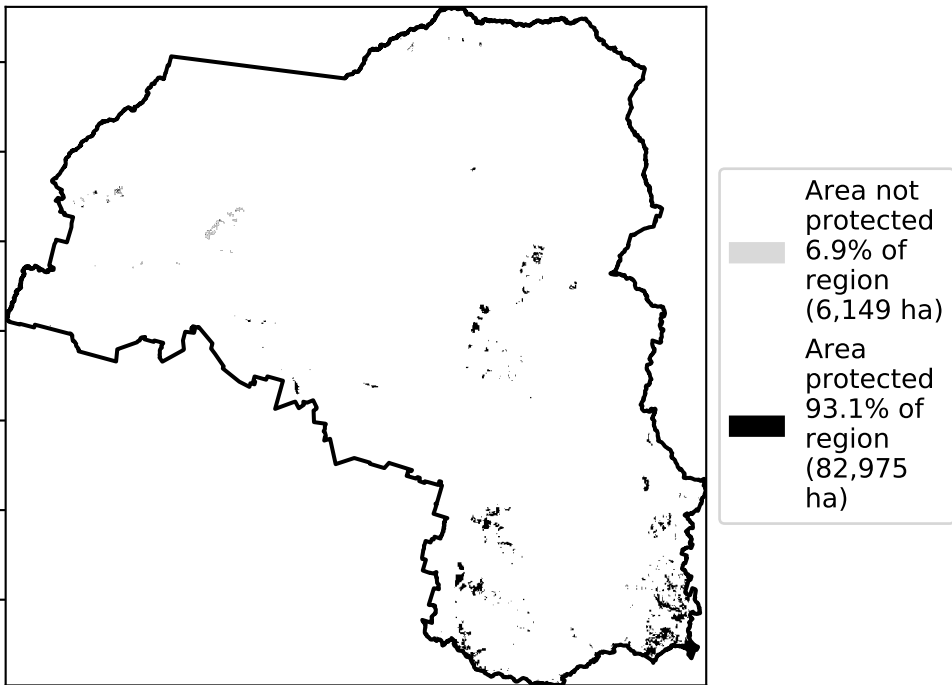 Area not
protected
6.9% of
region
(6,149 ha)
Area
protected
93.1% of
region
(82,975
ha)